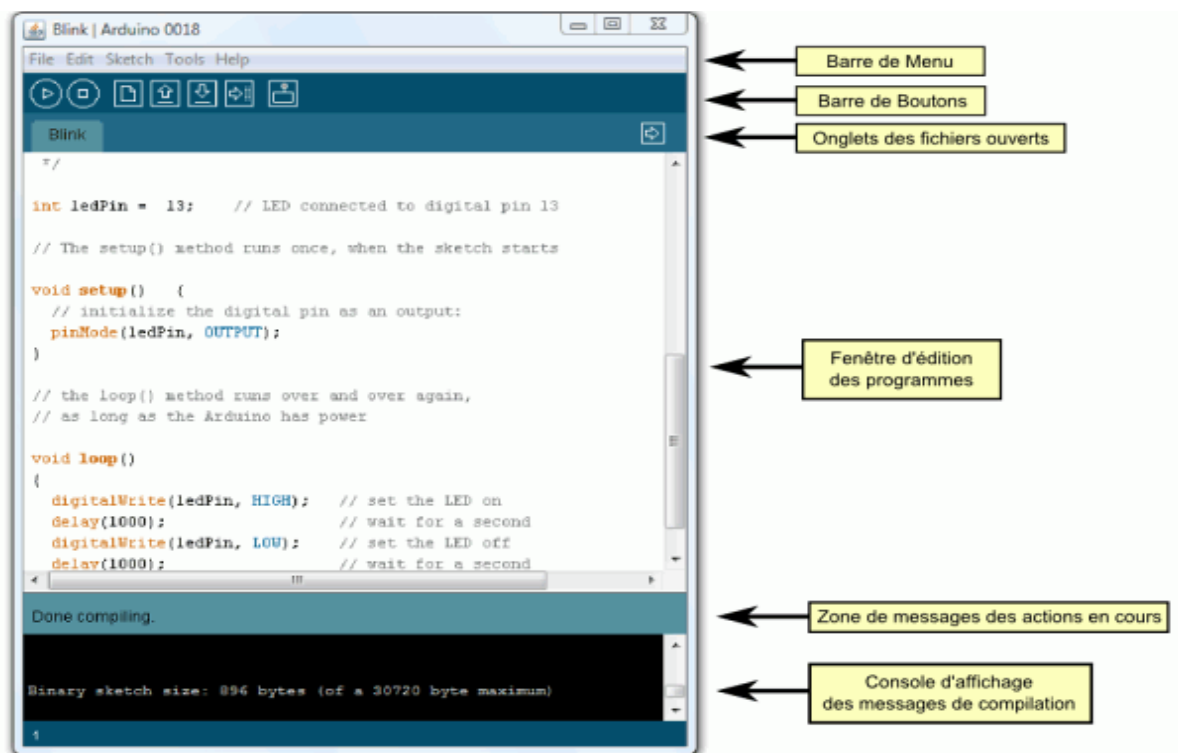 Blink | Arduino 0018
File Edit Sketch Tools Help
Barre de Menu
Barre de Boutons
Blink
Onglets des fichiers ouverts
*/
int ledPin =  13;    // LED connected to digital pin 13
// The setup() method runs once, when the sketch starts
void setup()   {
// initialize the digital pin as an output:
pinMode(ledPin, OUTPUT);
}
// the loop() method runs over and over again,
// as long as the Arduino has power
void loop()
{
digitalWrite(ledPin, HIGH);   // set the LED on
delay(1000);                  // wait for a second
digitalWrite(ledPin, LOW);    // set the LED off
delay(1000);                  // wait for a second
Fenêtre d'édition
des programmes
Done compiling.
Zone de messages des actions en cours
Binary sketch size: 896 bytes (of a 30720 byte maximum)
Console d'affichage
des messages de compilation
1